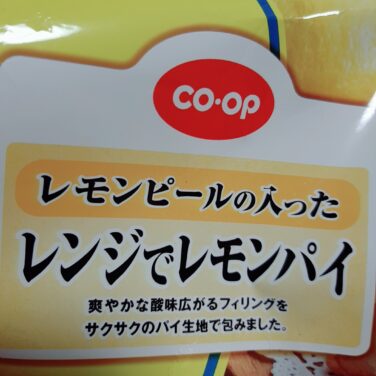 CO·OP
レモンピールの入った
レンジでレモンパイ
爽やかな酸味広がるフィリングを
サクサクのパイ生地で包みました。